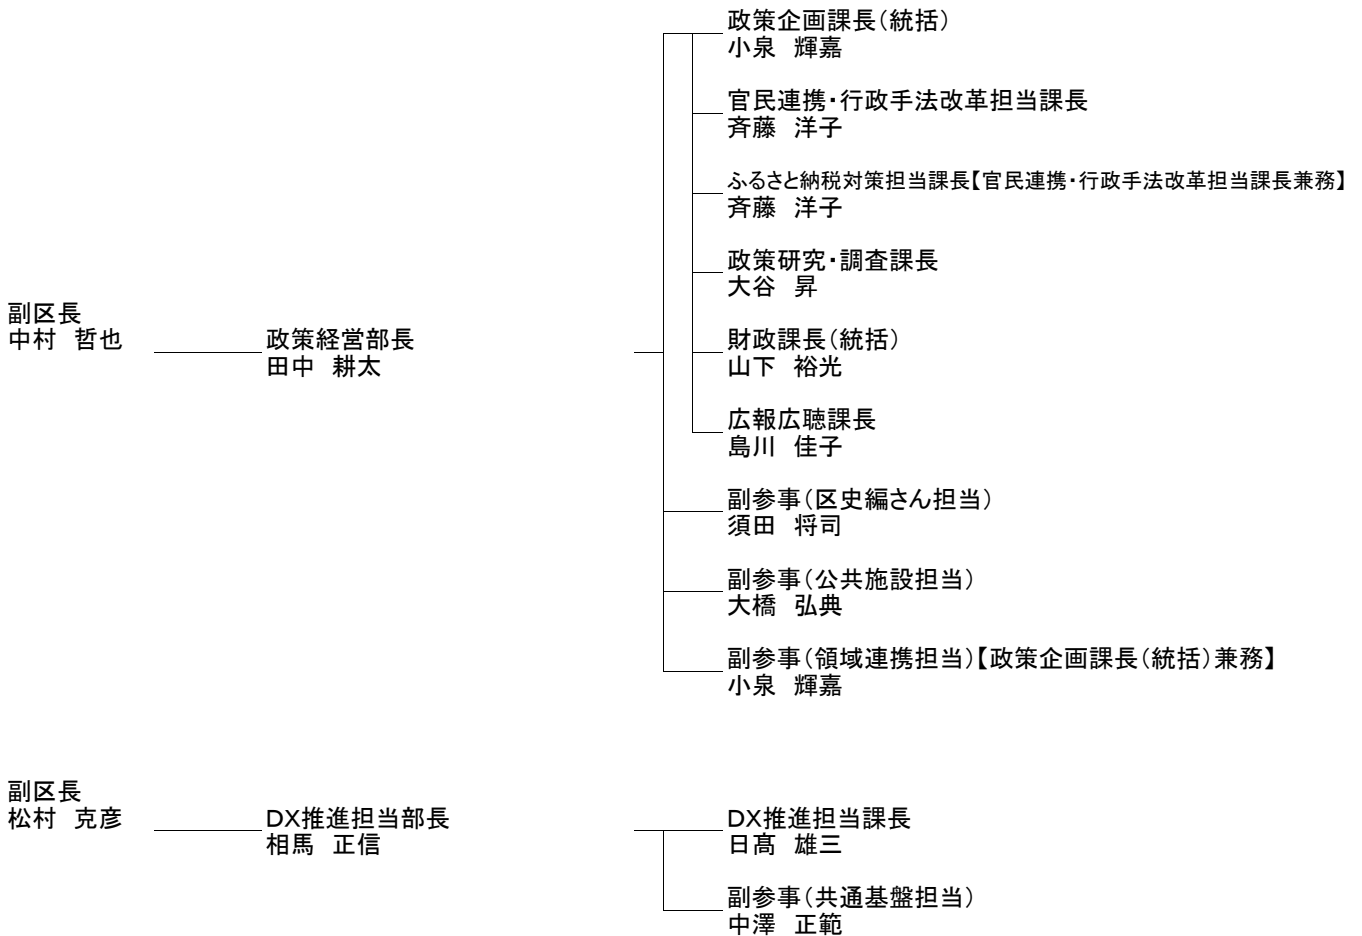 政策企画課長（統括）
小泉　輝嘉
官民連携・行政手法改革担当課長
斉藤　洋子
ふるさと納税対策担当課長【官民連携・行政手法改革担当課長兼務】
斉藤　洋子
政策研究・調査課長
大谷　昇
副区長
中村　哲也
政策経営部長
田中　耕太
財政課長（統括）
山下　裕光
広報広聴課長
島川　佳子
副参事（区史編さん担当）
須田　将司
副参事（公共施設担当）
大橋　弘典
副参事（領域連携担当）【政策企画課長（統括）兼務】
小泉　輝嘉
副区長
松村　克彦
DX推進担当部長
相馬　正信
DX推進担当課長
日髙　雄三
副参事（共通基盤担当）
中澤　正範